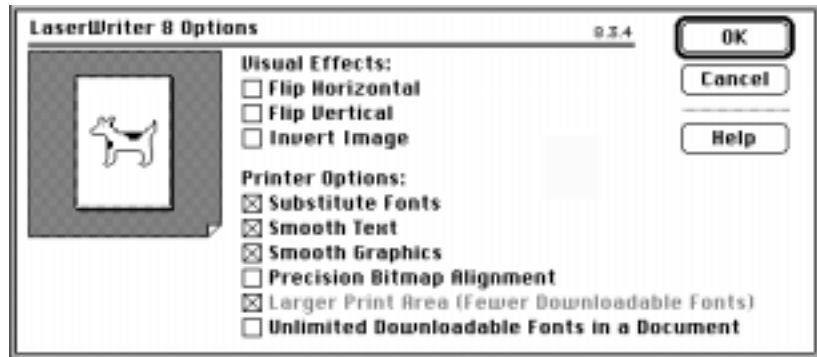 LaserWriter 8 Options 8.3.4
OK
Cancel
Help
Visual Effects:
Flip Horizontal
Flip Vertical
Invert Image
Printer Options:
Substitute Fonts
Smooth Text
Smooth Graphics
Precision Bitmap Alignment
Larger Print Area (Fewer Downloadable Fonts)
Unlimited Downloadable Fonts in a Document